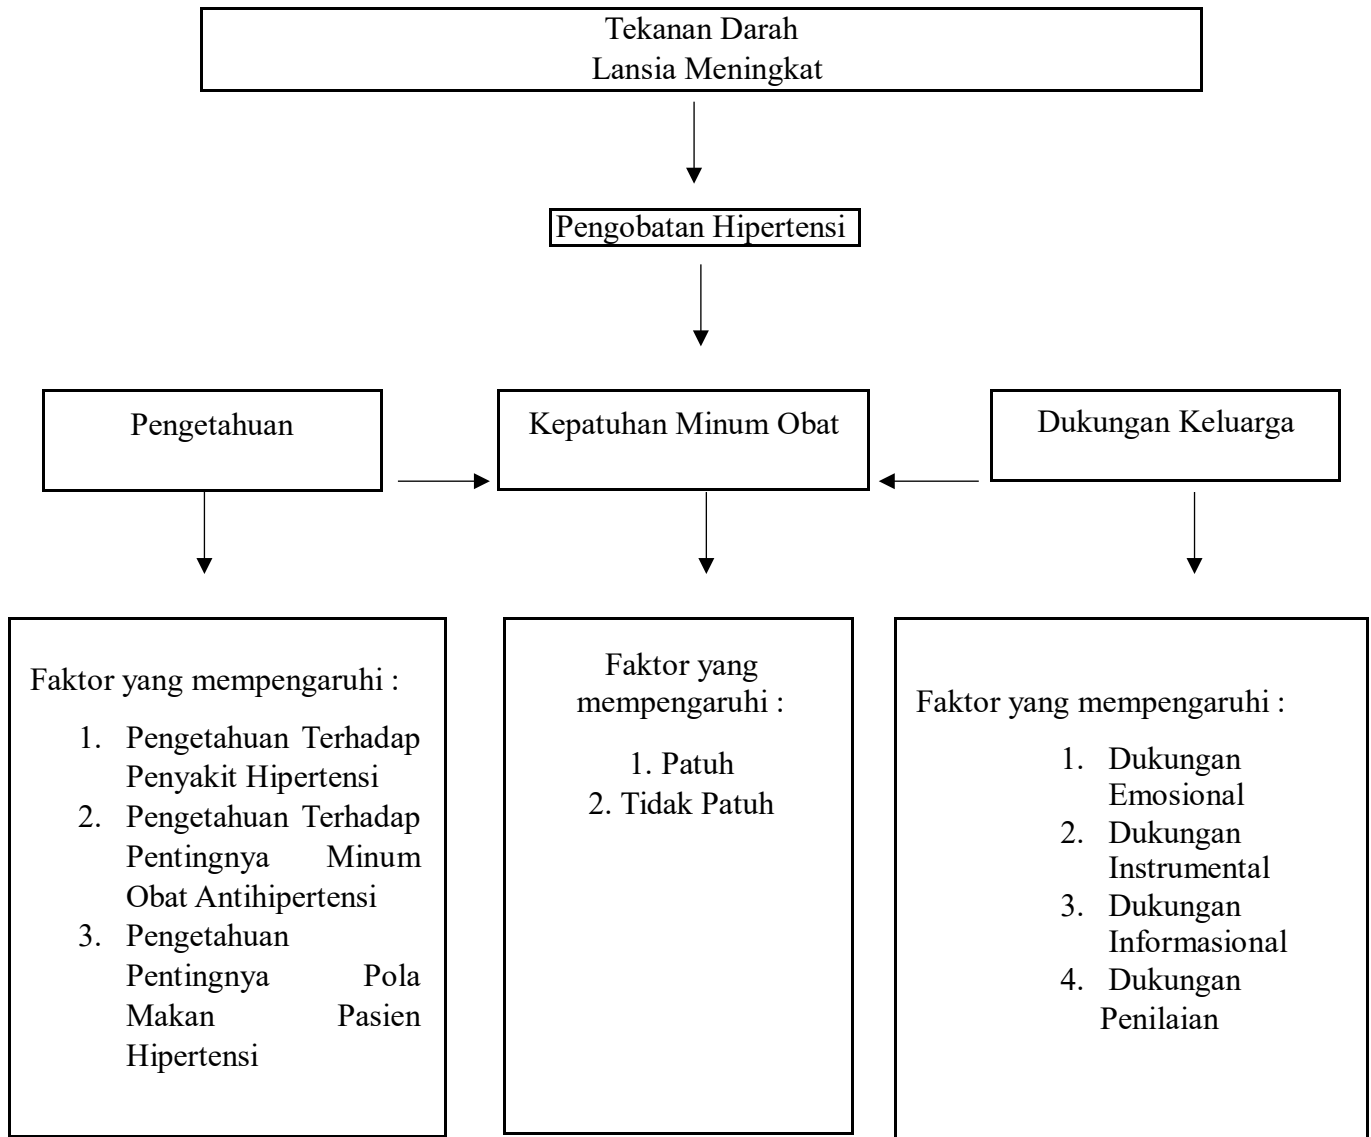 Tekanan Darah
Lansia Meningkat
Pengobatan Hipertensi
Pengetahuan
Kepatuhan Minum Obat
Dukungan Keluarga
Faktor yang mempengaruhi :
1. Pengetahuan Terhadap
Penyakit Hipertensi
2. Pengetahuan Terhadap
Pentingnya Minum
Obat Antihipertensi
3. Pengetahuan
Pentingnya Pola
Makan Pasien
Hipertensi
Faktor yang
mempengaruhi :
1. Patuh
2. Tidak Patuh
Faktor yang mempengaruhi :
1. Dukungan
Emosional
2. Dukungan
Instrumental
3. Dukungan
Informasional
4. Dukungan
Penilaian